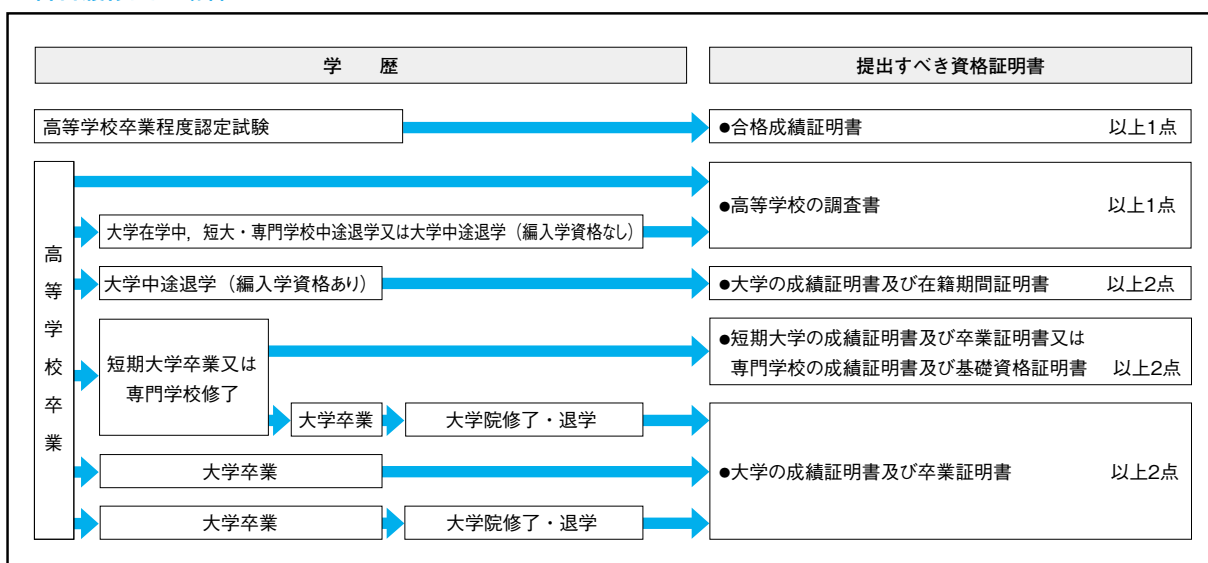 学　歴
提出すべき資格証明書
高等学校卒業程度認定試験
●合格成績証明書　以上1点
高等学校卒業
●高等学校の調査書　以上1点
大学在学中，短大・専門学校中途退学又は大学中途退学（編入学資格なし）
大学中途退学（編入学資格あり）
●大学の成績証明書及び在籍期間証明書　以上2点
短期大学卒業又は
専門学校修了
●短期大学の成績証明書及び卒業証明書又は
専門学校の成績証明書及び基礎資格証明書　以上2点
大学卒業
大学院修了・退学
大学卒業
●大学の成績証明書及び卒業証明書　以上2点
大学卒業
大学院修了・退学